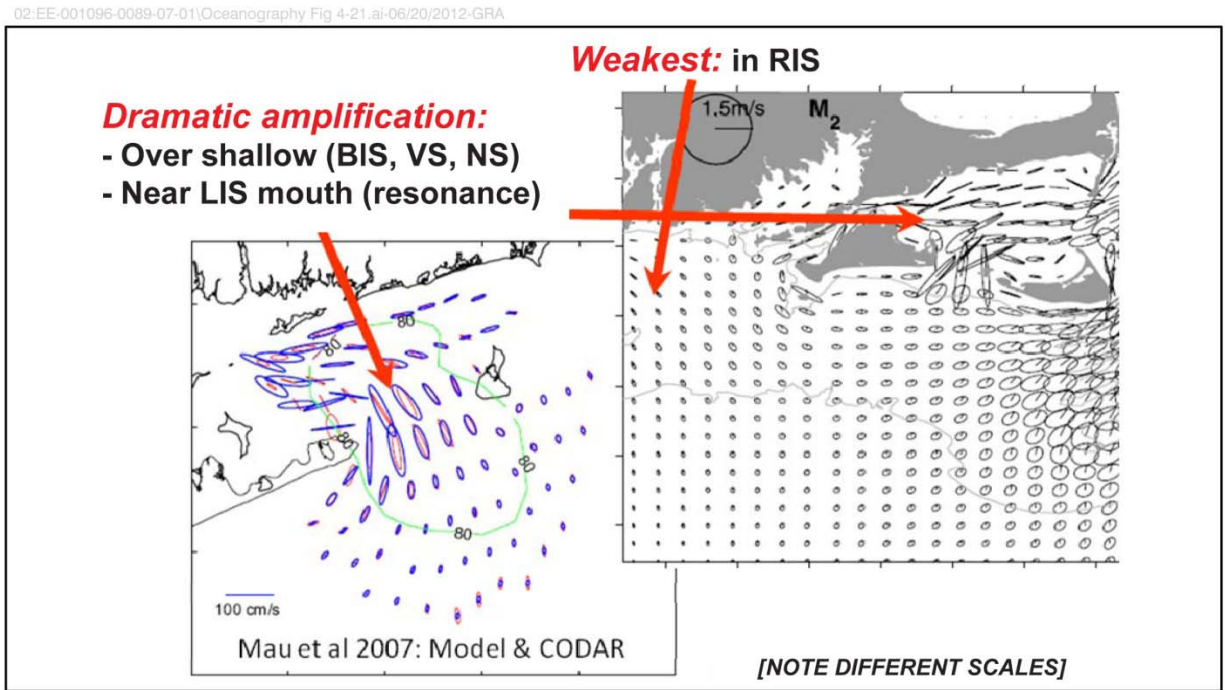 02:EE-001096-0089-07-01\Oceanography Fig 4-21.ai-06/20/2012-GRA
Weakest: in RIS
Dramatic amplification:
- Over shallow (BIS, VS, NS)
- Near LIS mouth (resonance)
1.5m/s M₂
80
80
80
80
80
100 cm/s
Mau et al 2007: Model & CODAR
[NOTE DIFFERENT SCALES]